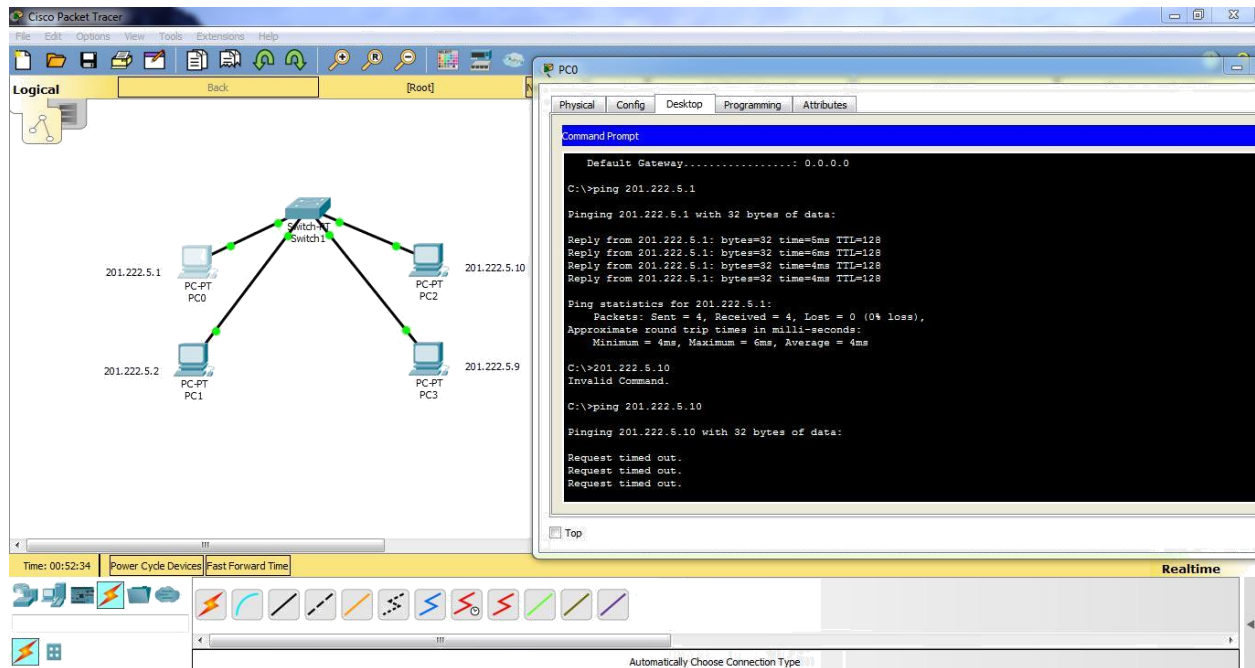 Cisco Packet Tracer
File Edit Options View Tools Extensions Help
Logical
Back
[Root]
201.222.5.1
PC-PT
PC0
Switch-PT
Switch1
PC-PT
PC2
201.222.5.10
201.222.5.2
PC-PT
PC1
PC-PT
PC3
201.222.5.9
PC0
Physical Config Desktop Programming Attributes
Command Prompt
Default Gateway.................: 0.0.0.0
C:\>ping 201.222.5.1
Pinging 201.222.5.1 with 32 bytes of data:
Reply from 201.222.5.1: bytes=32 time=5ms TTL=128
Reply from 201.222.5.1: bytes=32 time=6ms TTL=128
Reply from 201.222.5.1: bytes=32 time=4ms TTL=128
Reply from 201.222.5.1: bytes=32 time=4ms TTL=128
Ping statistics for 201.222.5.1:
Packets: Sent = 4, Received = 4, Lost = 0 (0% loss),
Approximate round trip times in milli-seconds:
Minimum = 4ms, Maximum = 6ms, Average = 4ms
C:\>201.222.5.10
Invalid Command.
C:\>ping 201.222.5.10
Pinging 201.222.5.10 with 32 bytes of data:
Request timed out.
Request timed out.
Request timed out.
Top
Time: 00:52:34 Power Cycle Devices Fast Forward Time
Realtime
Automatically Choose Connection Type